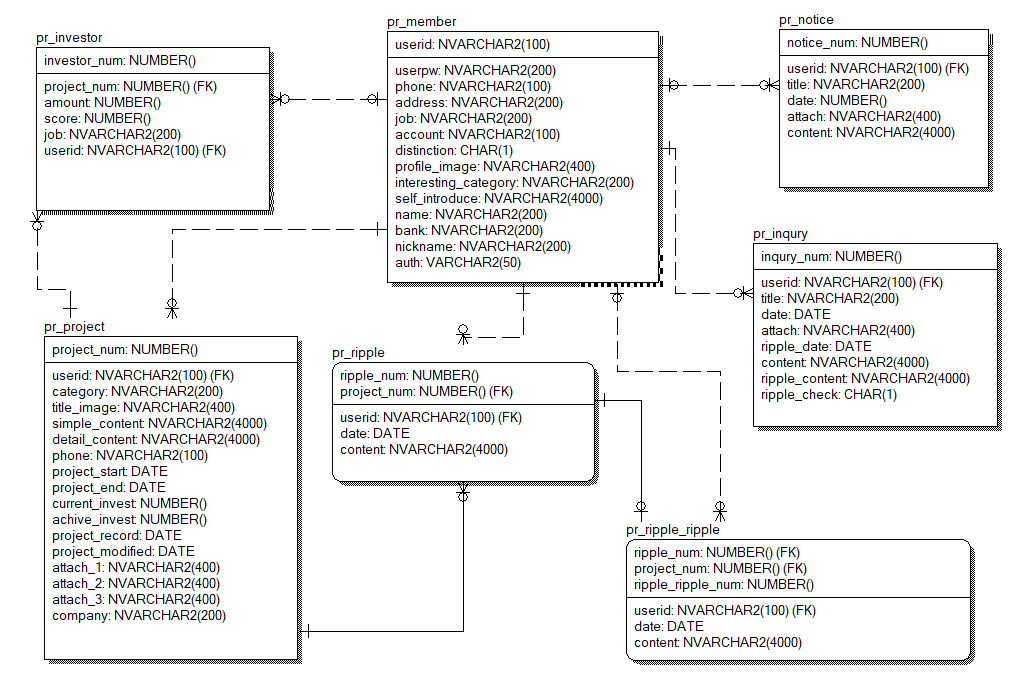 pr_investor
investor_num: NUMBER()
project_num: NUMBER() (FK)
amount: NUMBER()
score: NUMBER()
job: NVARCHAR2(200)
userid: NVARCHAR2(100) (FK)
pr_member
userid: NVARCHAR2(100)
userpw: NVARCHAR2(200)
phone: NVARCHAR2(100)
address: NVARCHAR2(200)
job: NVARCHAR2(200)
account: NVARCHAR2(100)
distinction: CHAR(1)
profile_image: NVARCHAR2(400)
interesting_category: NVARCHAR2(200)
self_introduce: NVARCHAR2(4000)
name: NVARCHAR2(200)
bank: NVARCHAR2(200)
nickname: NVARCHAR2(200)
auth: VARCHAR2(50)
pr_notice
notice_num: NUMBER()
userid: NVARCHAR2(100) (FK)
title: NVARCHAR2(200)
date: NUMBER()
attach: NVARCHAR2(400)
content: NVARCHAR2(4000)
pr_inqury
inqury_num: NUMBER()
userid: NVARCHAR2(100) (FK)
title: NVARCHAR2(200)
date: DATE
attach: NVARCHAR2(400)
ripple_date: DATE
content: NVARCHAR2(4000)
ripple_content: NVARCHAR2(4000)
ripple_check: CHAR(1)
pr_project
project_num: NUMBER()
userid: NVARCHAR2(100) (FK)
category: NVARCHAR2(200)
title_image: NVARCHAR2(400)
simple_content: NVARCHAR2(4000)
detail_content: NVARCHAR2(4000)
phone: NVARCHAR2(100)
project_start: DATE
project_end: DATE
current_invest: NUMBER()
achive_invest: NUMBER()
project_record: DATE
project_modified: DATE
attach_1: NVARCHAR2(400)
attach_2: NVARCHAR2(400)
attach_3: NVARCHAR2(400)
company: NVARCHAR2(200)
pr_ripple
ripple_num: NUMBER()
project_num: NUMBER() (FK)
userid: NVARCHAR2(100) (FK)
date: DATE
content: NVARCHAR2(4000)
pr_ripple_ripple
ripple_num: NUMBER() (FK)
project_num: NUMBER() (FK)
ripple_ripple_num: NUMBER()
userid: NVARCHAR2(100) (FK)
date: DATE
content: NVARCHAR2(4000)